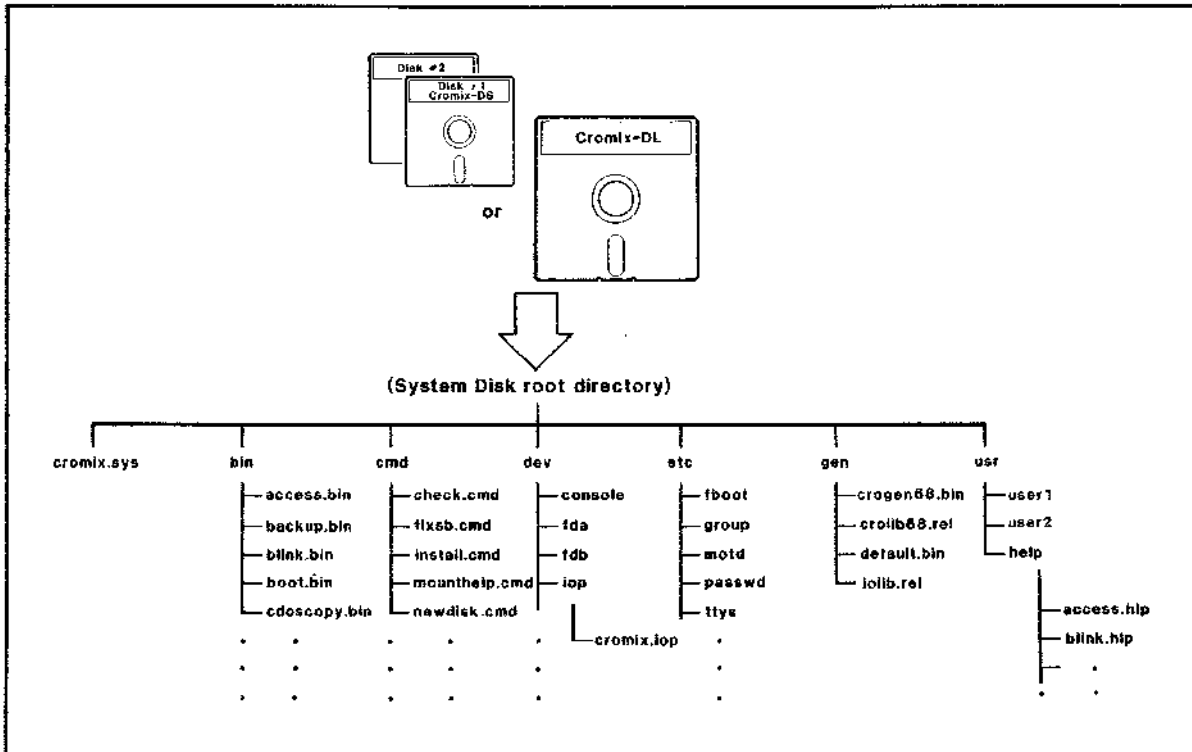 Disk #2
Disk #1
Cromix-DS
Cromix-DL
or
(System Disk root directory)
cromix.sys bin cmd dev etc gen usr
access.bin check.cmd console fboot crogen68.bin user1
backup.bin fixsb.cmd fda group crolib68.rel user2
blink.bin install.cmd fdb motd default.bin help
boot.bin mounthelp.cmd iop passwd iolib.rel
cdoscopy.bin newdisk.cmd ttys access.hlp
cromix.iop blink.hlp